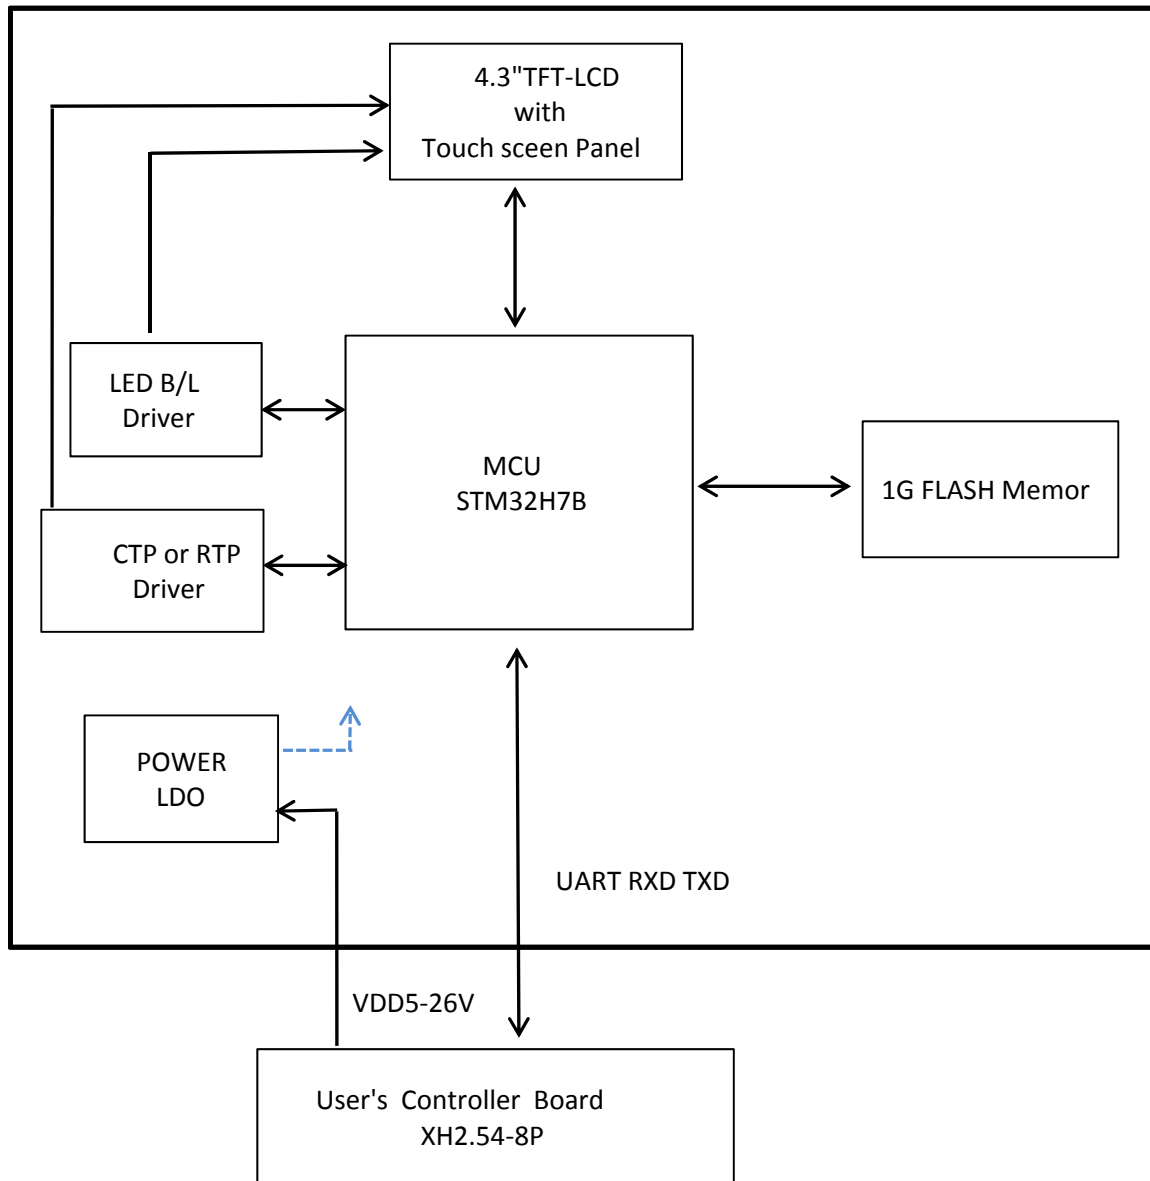 4.3"TFT-LCD
with
Touch sceen Panel
LED B/L
Driver
MCU
STM32H7B
1G FLASH Memor
CTP or RTP
Driver
POWER
LDO
UART RXD TXD
VDD5-26V
User's Controller Board
XH2.54-8P